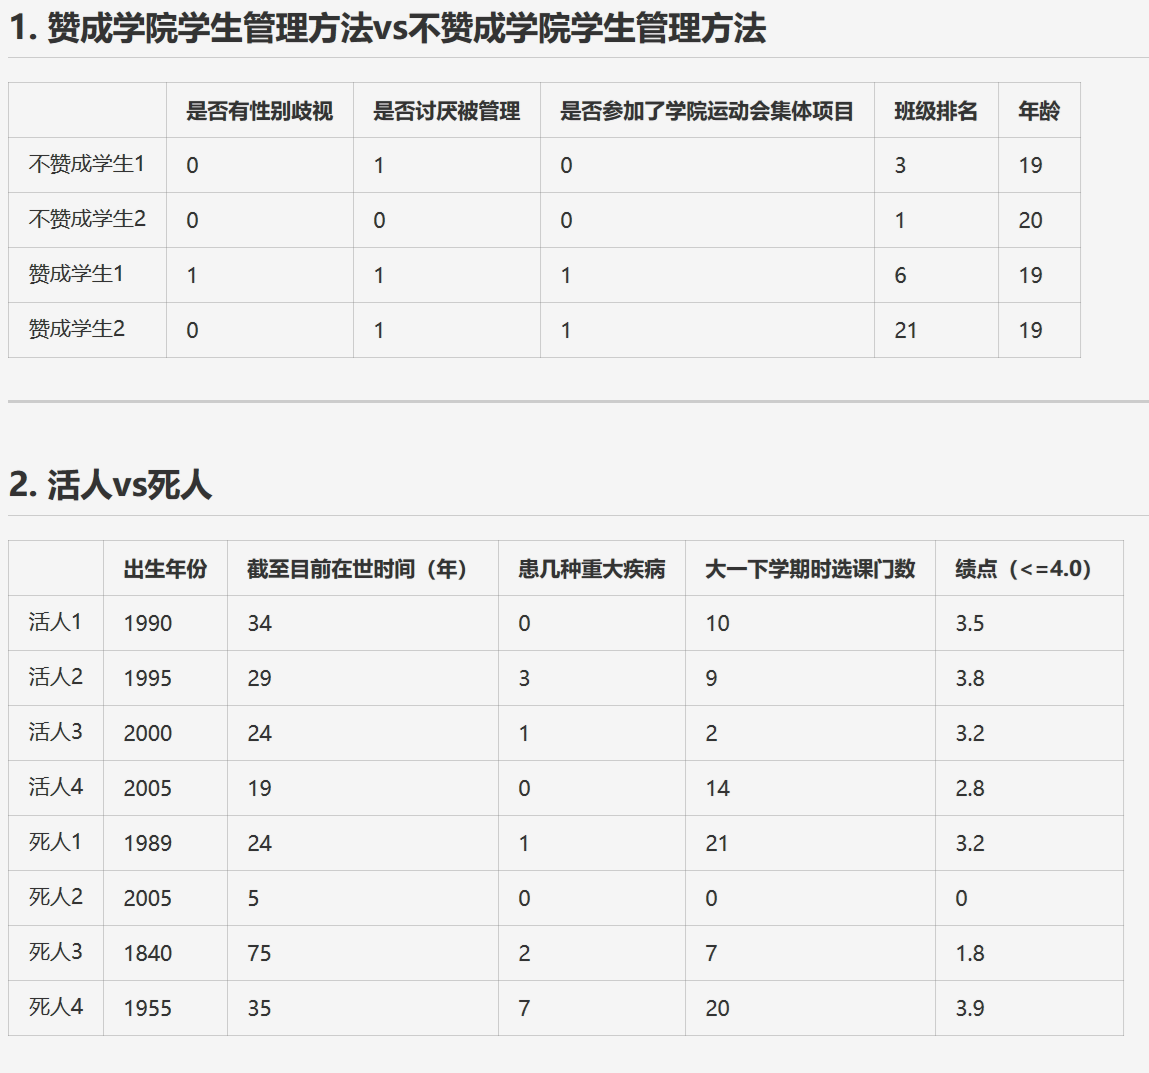 1. 赞成学院学生管理方法vs不赞成学院学生管理方法
是否有性别歧视 是否讨厌被管理 是否参加了学院运动会集体项目 班级排名 年龄
不赞成学生1 0 1 0 3 19
不赞成学生2 0 0 0 1 20
赞成学生1 1 1 1 6 19
赞成学生2 0 1 1 21 19
2. 活人vs死人
出生年份 截至目前在世时间（年） 患几种重大疾病 大一下学期时选课门数 绩点（<=4.0）
活人1 1990 34 0 10 3.5
活人2 1995 29 3 9 3.8
活人3 2000 24 1 2 3.2
活人4 2005 19 0 14 2.8
死人1 1989 24 1 21 3.2
死人2 2005 5 0 0 0
死人3 1840 75 2 7 1.8
死人4 1955 35 7 20 3.9